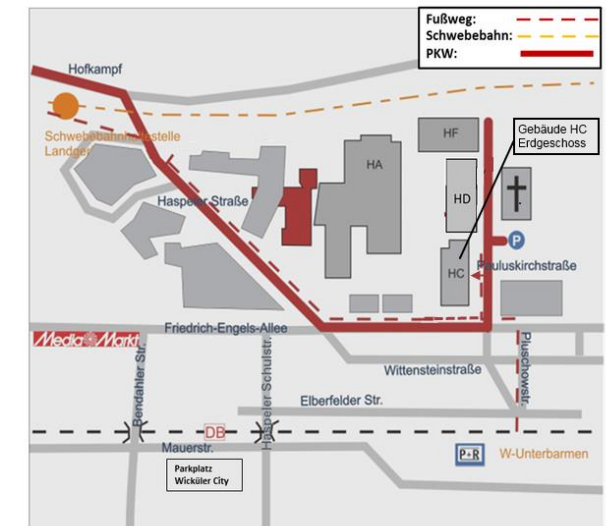 Fußweg:
Schwebebahn:
PKW:
Hofkampf
Schwebebahnhaltestelle
Landger
HF
Gebäude HC
Erdgeschoss
HA
HD
Haspeler Straße
P
HC
Pauluskirchstraße
Friedrich-Engels-Allee
Media Markt
Bendahler Str.
Haspeler Schulstr.
Pluschowstr.
Wittensteinstraße
Elberfelder Str.
DB
Mauerstr.
P+R
W-Unterbarmen
Parkplatz
Wicküler City